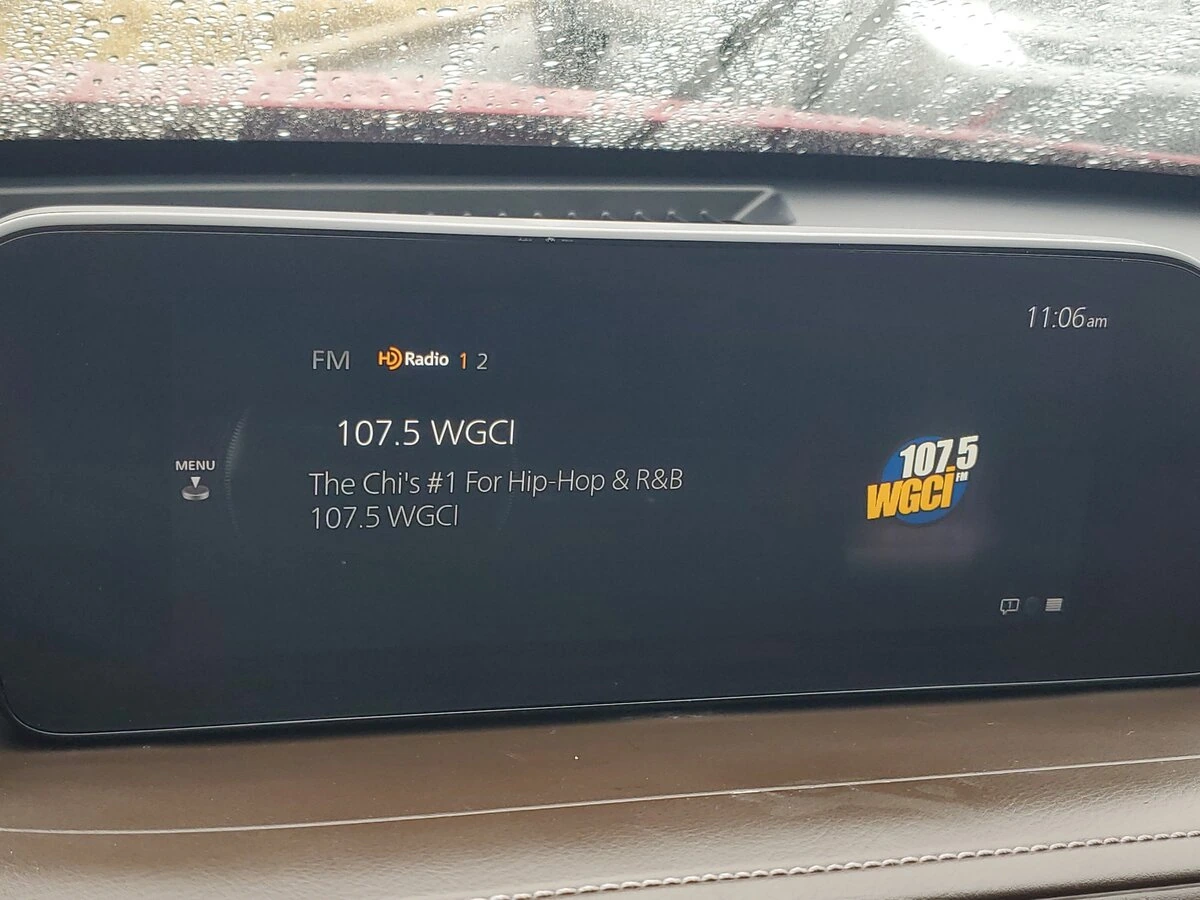 11:06am
FM HD Radio 1 2
107.5 WGCI
MENU
The Chi's #1 For Hip-Hop & R&B
107.5 WGCI
107.5
FM
WGCI
1